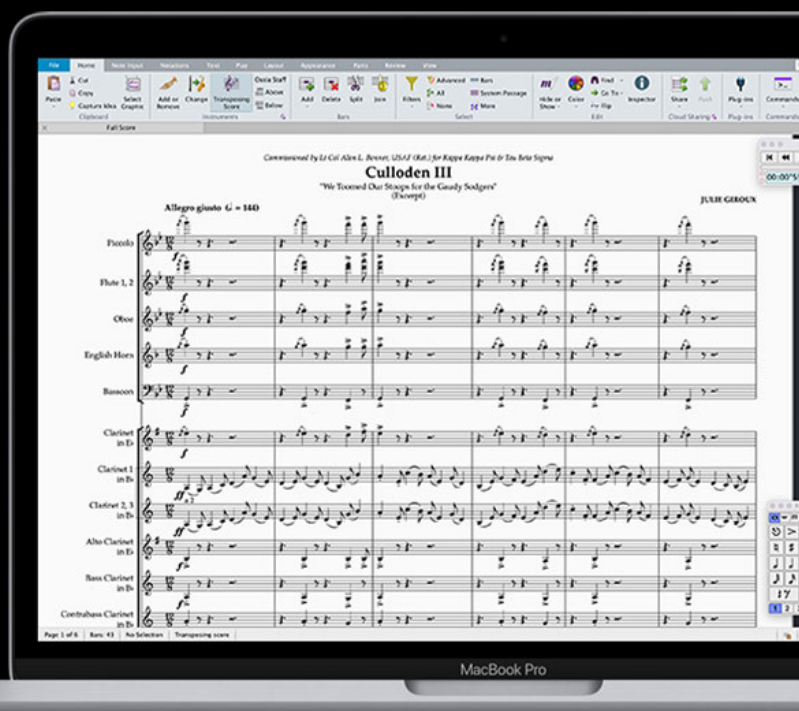 File Home Note Input Notations Text Play Layout Appearance Parts Review View
Paste
Cut
Copy
Capture Idea
Select Graphic
Add or Remove
Change
Transposing Score
Ossia Staff
Above
Below
Add
Delete
Split
Join
Filters
Advanced
All
None
Bars
System Passage
More
Hide or Show
Color
Find
Go To
Flip
Inspector
Share
Plug-ins
Clipboard Instruments Bars Select Edit Cloud Sharing Plug-ins
Full Score
Commissioned by Lt Col Alan L. Bonner, USAF (Ret.) for Kappa Kappa Psi & Tau Beta Sigma
Culloden III
"We Toomed Our Stoops for the Gaudy Sodgers"
(Excerpt)
JULIE GIROUX
Allegro giusto (♩. = 144)
Piccolo
Flute 1, 2
Oboe
English Horn
Bassoon
Clarinet
in E♭
Clarinet 1
in B♭
Clarinet 2, 3
in B♭
Alto Clarinet
in E♭
Bass Clarinet
in B♭
Contrabass Clarinet
in B♭
Page 1 of 6 Bars: 43 No Selection Transposing score
MacBook Pro